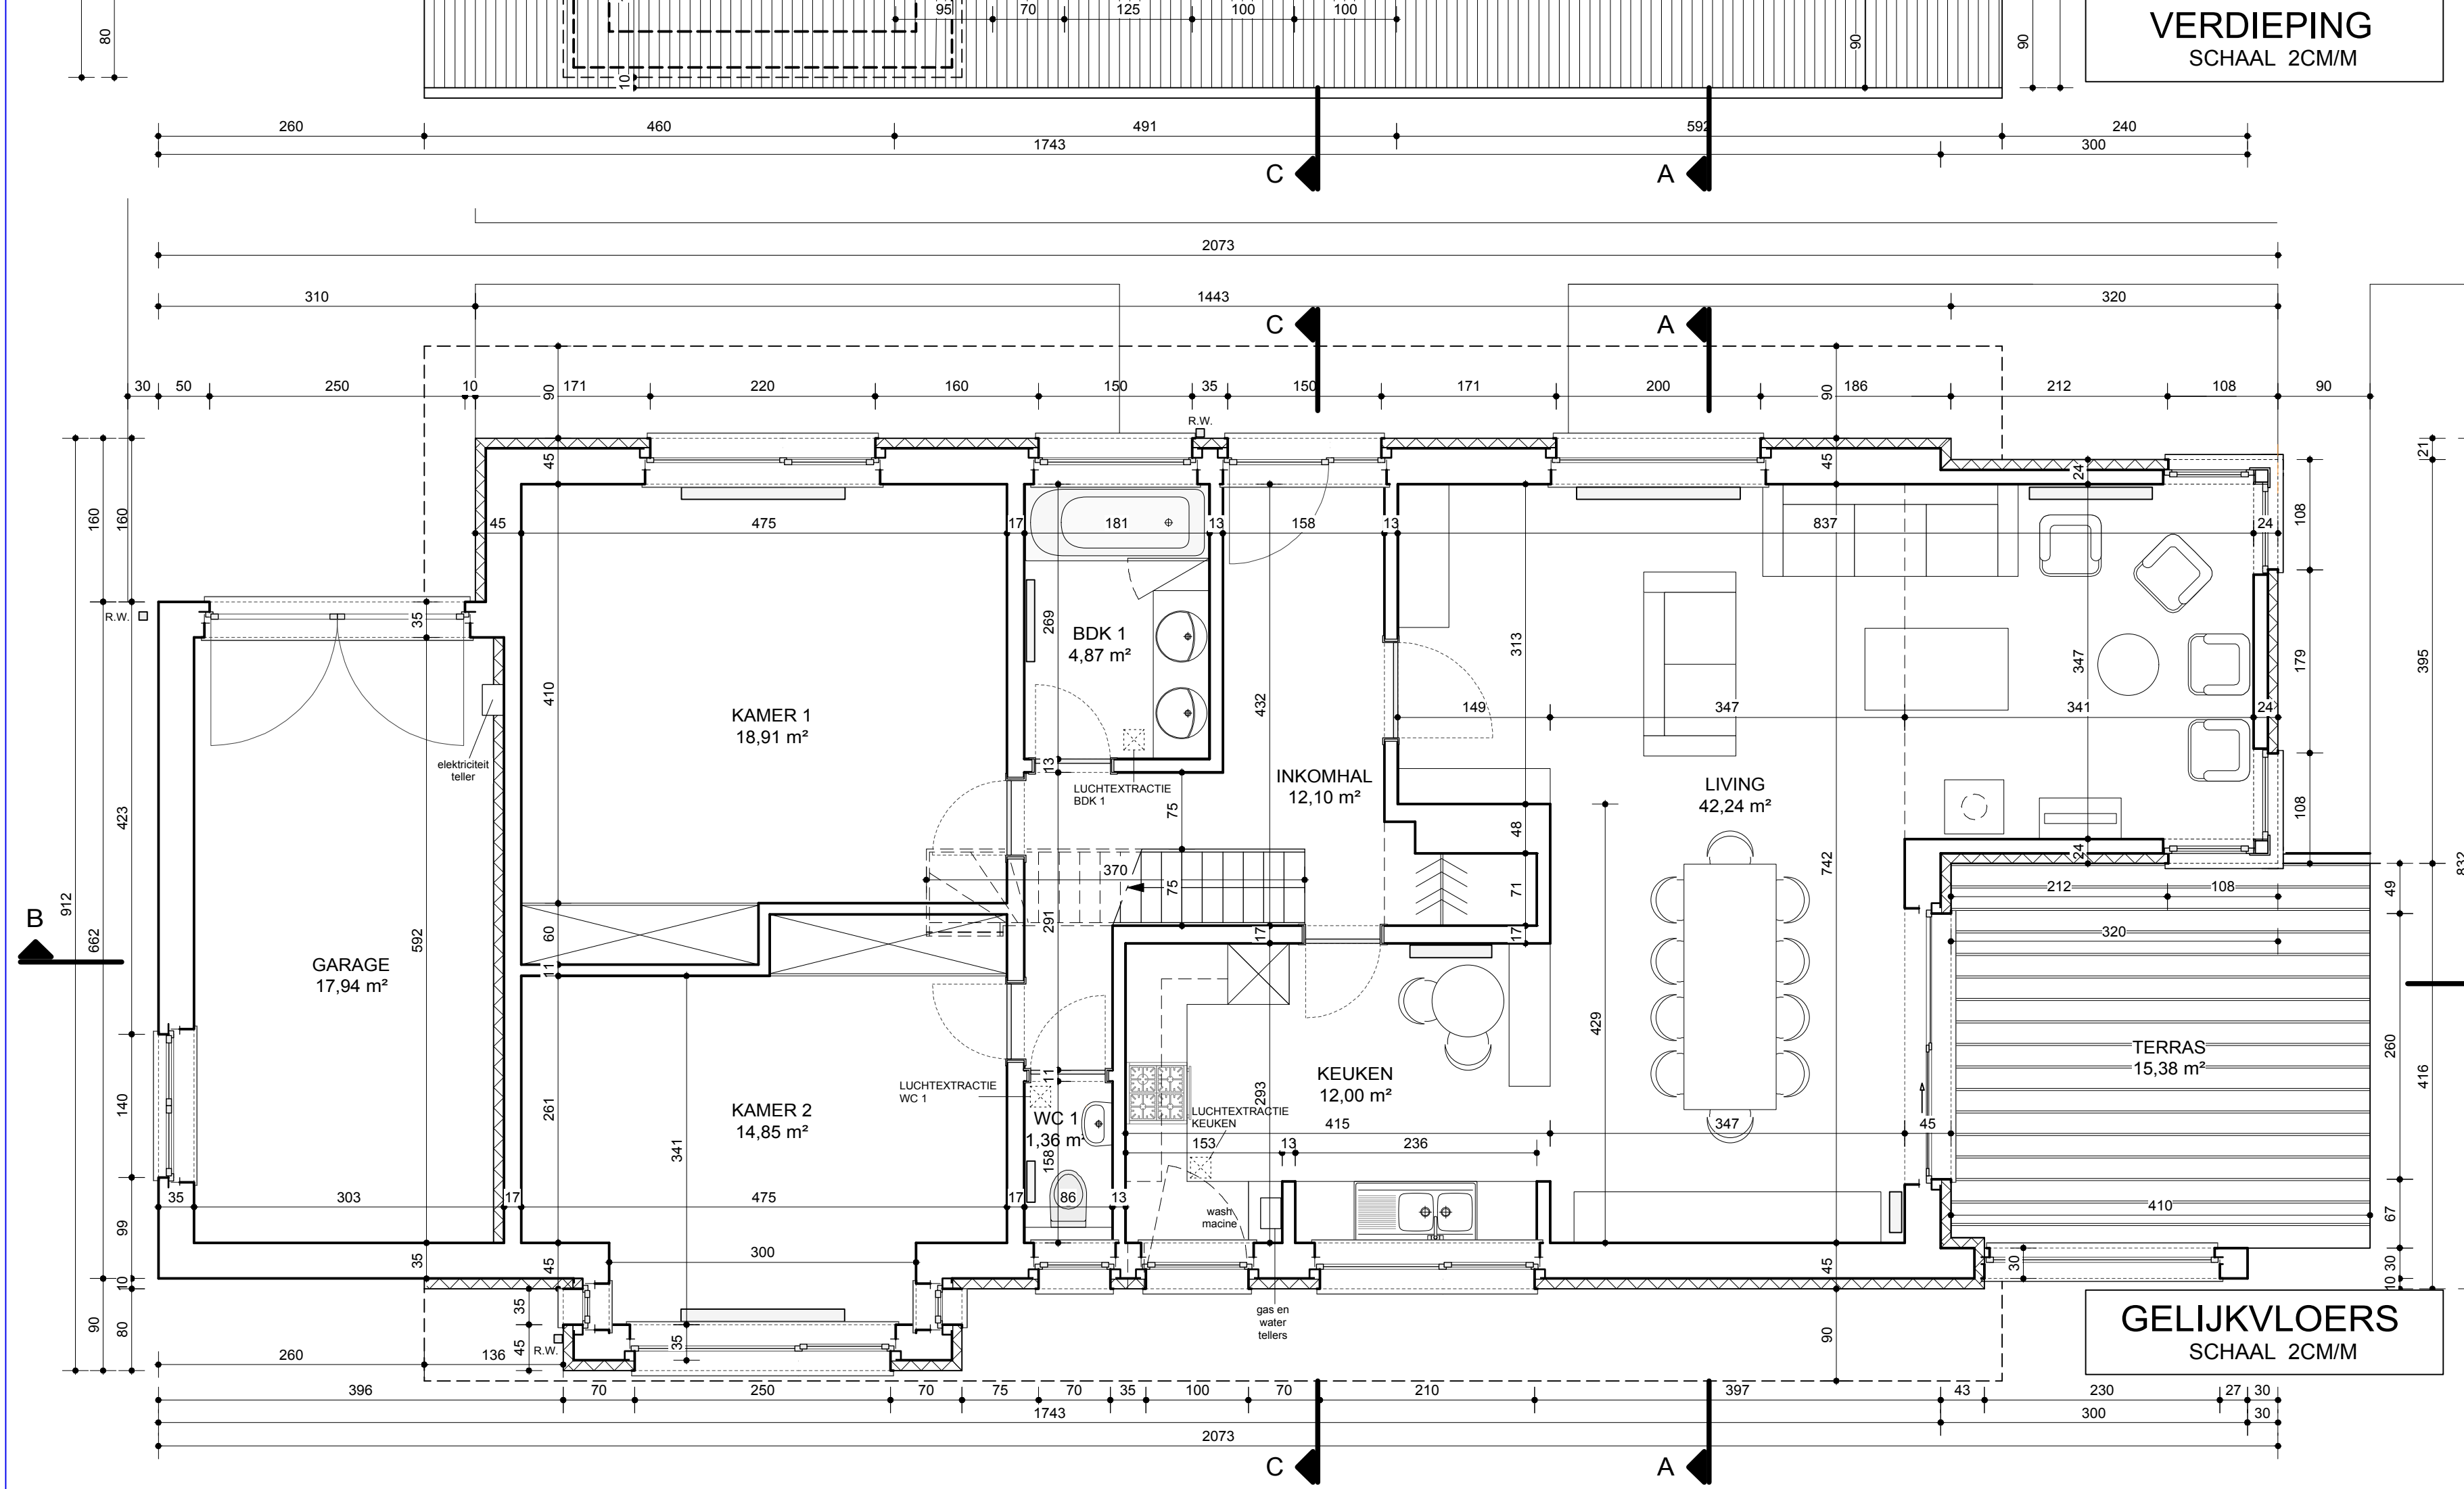 80
95 70 125 100 100
90 90
10
VERDIEPING
SCHAAL 2CM/M
260 460 491 592 240
1743 300
C A
2073
310 1443 320
C A
30 50 250 10 171 220 160 150 35 150 171 200 186 212 108 90
90 90
R.W.
45 45 24 21
45 475 17 181 13 158 13 837 24
160 160 108
R.W.
35
269
BDK 1
4,87 m²
313
347 179 395
410
432
KAMER 1
18,91 m²
149 347 341 24
elektriciteit
teller
13
LUCHTEXTRACTIE
BDK 1
INKOMHAL
12,10 m²
LIVING
42,24 m²
423 75 48 108
24
370
75 71 742
212 108 49
B
912 662 592
60 291 17 17
320
11
GARAGE
17,94 m²
429
TERRAS
15,38 m²
260 416 832
140
LUCHTEXTRACTIE
WC 1
11 293
KEUKEN
12,00 m²
KAMER 2
14,85 m²
261 341
WC 1
1,36 m²
158
LUCHTEXTRACTIE
KEUKEN
415 347 45
153 13 236
35 303 17 475 17 86 13
wash
macine
410
99 67
300
35 45 45 30 30
10 10
gas en
water
tellers
90 80 35 45 35 90
R.W.
260 136
GELIJKVLOERS
SCHAAL 2CM/M
396 70 250 70 75 70 35 100 70 210 397 43 230 27 30
1743 300 30
2073
C A